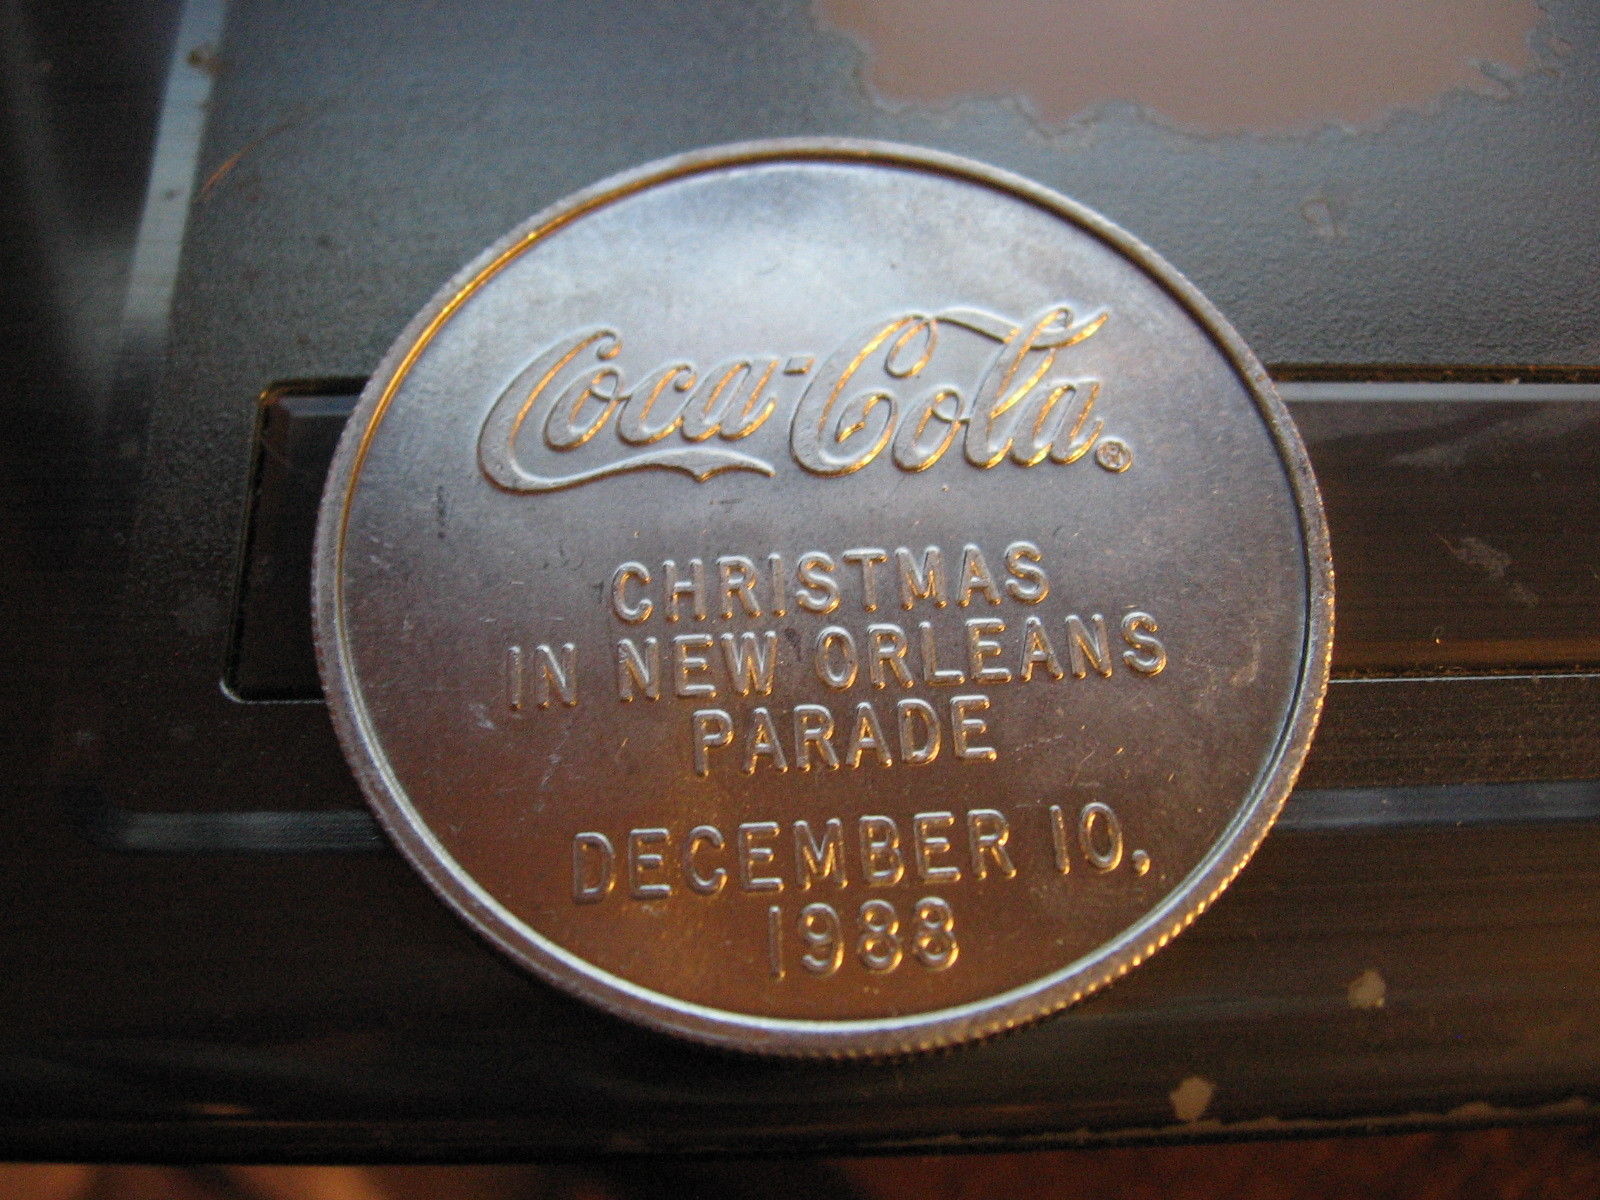 Coca-Cola®
CHRISTMAS
IN NEW ORLEANS
PARADE
DECEMBER 10,
1988